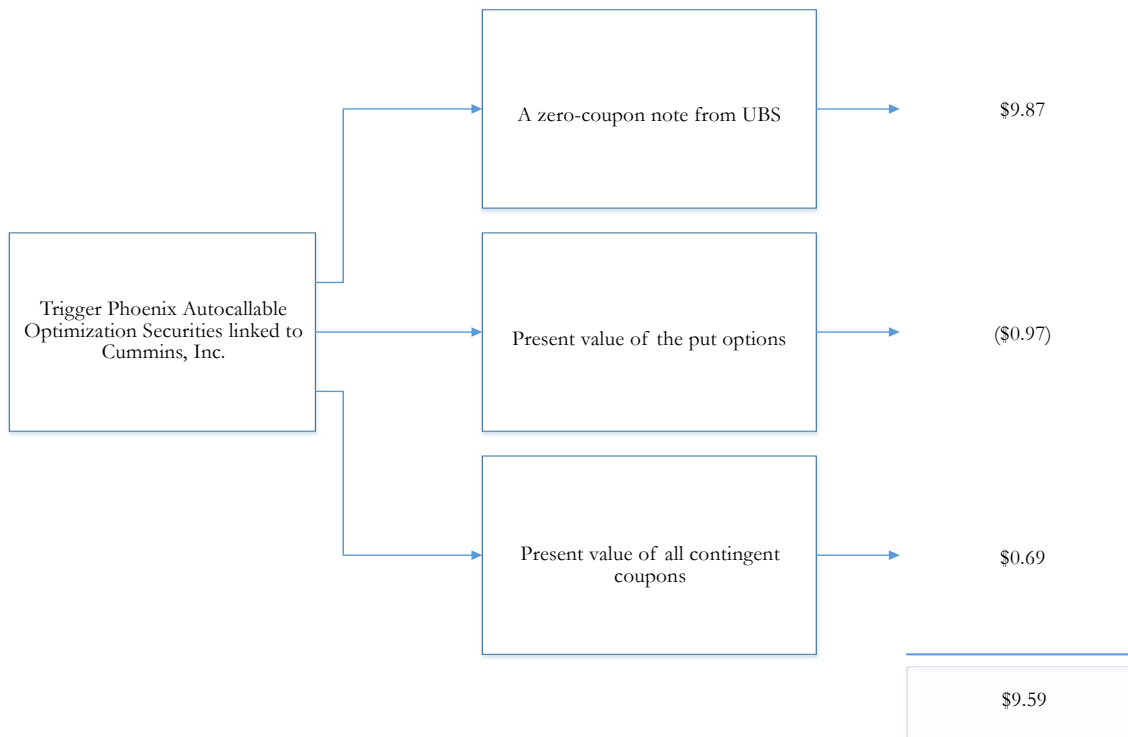 A zero-coupon note from UBS
$9.87
Trigger Phoenix Autocallable
Optimization Securities linked to
Cummins, Inc.
Present value of the put options
($0.97)
Present value of all contingent
coupons
$0.69
$9.59